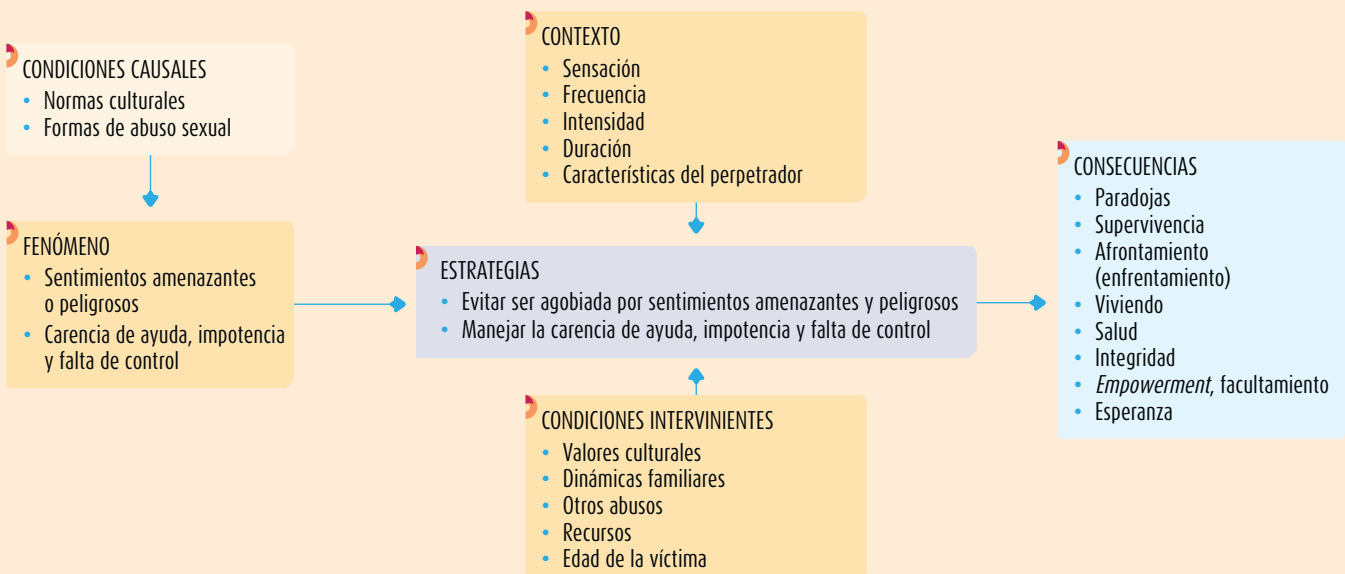 CONDICIONES CAUSALES
• Normas culturales
• Formas de abuso sexual
FENÓMENO
• Sentimientos amenazantes
o peligrosos
• Carencia de ayuda, impotencia
y falta de control
CONTEXTO
• Sensación
• Frecuencia
• Intensidad
• Duración
• Características del perpetrador
ESTRATEGIAS
• Evitar ser agobiada por sentimientos amenazantes y peligrosos
• Manejar la carencia de ayuda, impotencia y falta de control
CONDICIONES INTERVINIENTES
• Valores culturales
• Dinámicas familiares
• Otros abusos
• Recursos
• Edad de la víctima
CONSECUENCIAS
• Paradojas
• Supervivencia
• Afrontamiento
(enfrentamiento)
• Viviendo
• Salud
• Integridad
• Empowerment, facultamiento
• Esperanza